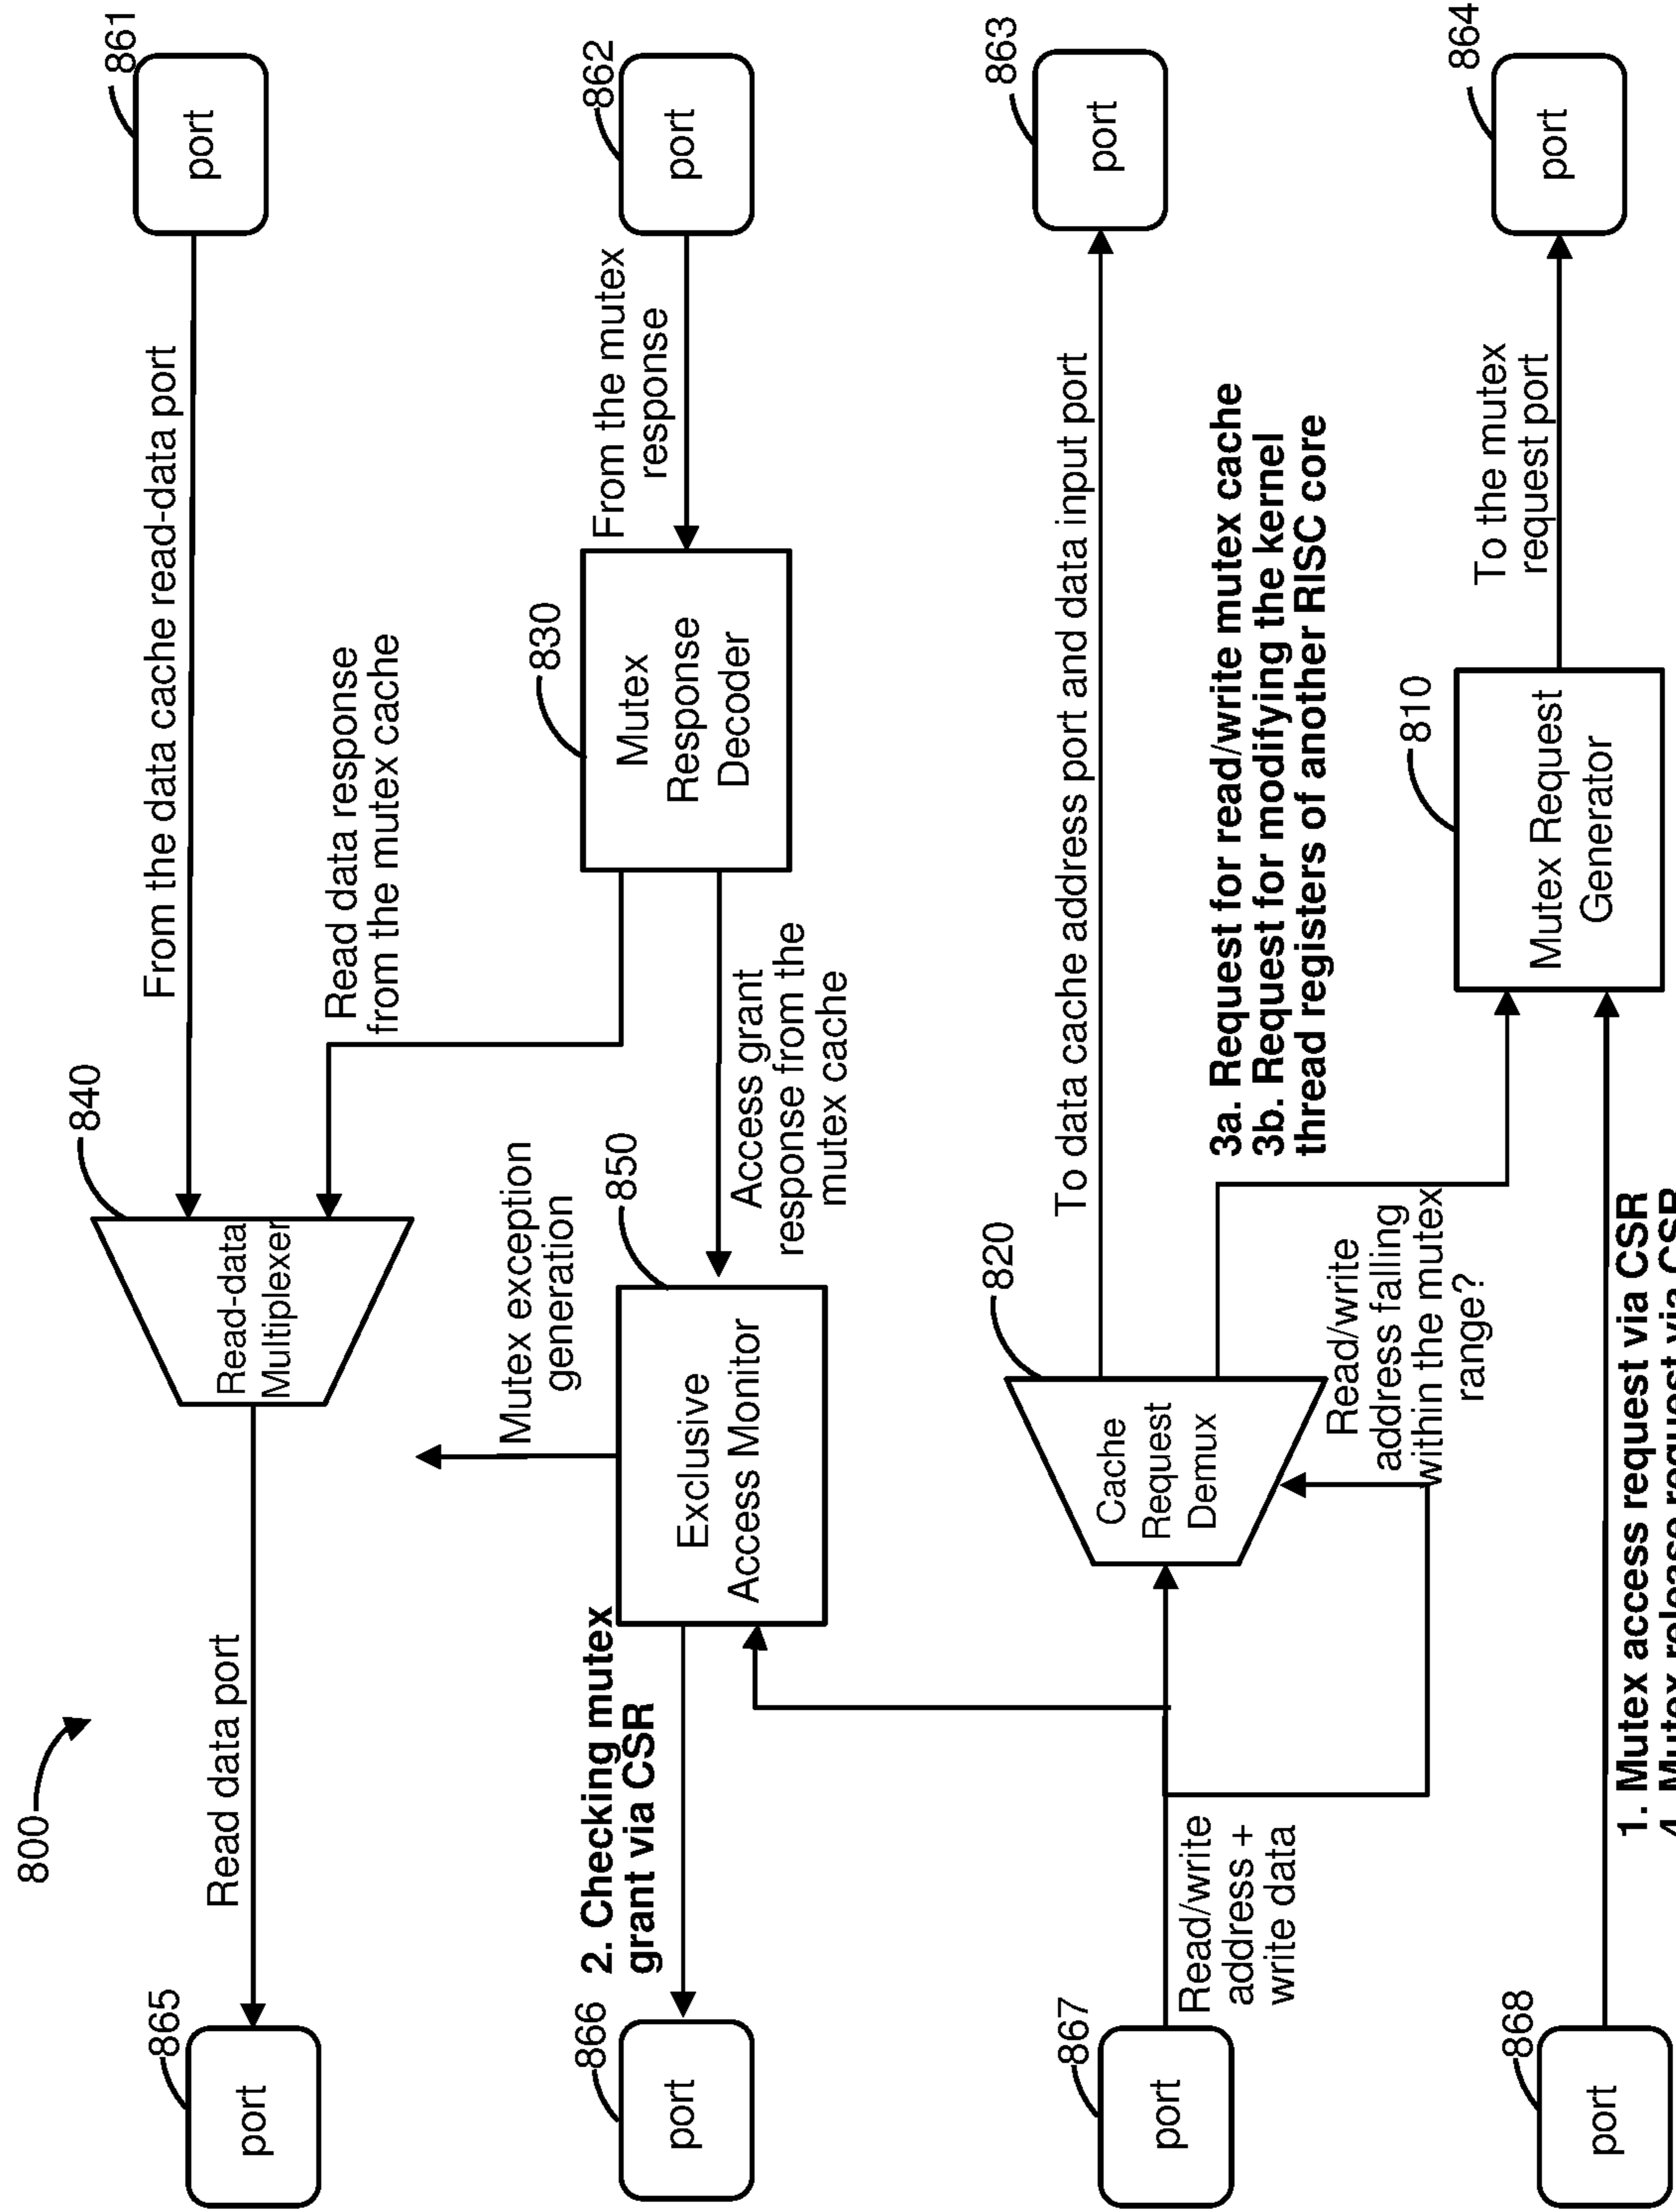 800
861
840
From the data cache read-data port
865
Read data port
port
Read-data
Multiplexer
port
Read data response
from the mutex cache
Mutex exception
generation
862
From the mutex
response
830
Mutex
Response
Decoder
port
866
2. Checking mutex
grant via CSR
850
Exclusive
Access Monitor
Access grant
response from the
mutex cache
port
863
820
To data cache address port and data input port
port
867
Cache
Request
Demux
port
Read/write
address +
write data
3a. Request for read/write mutex cache
3b. Request for modifying the kernel
thread registers of another RISC core
Read/write
address falling
within the mutex
range?
810
864
To the mutex
request port
868
Mutex Request
Generator
port
port
1. Mutex access request via CSR
4. Mutex release request via CSR